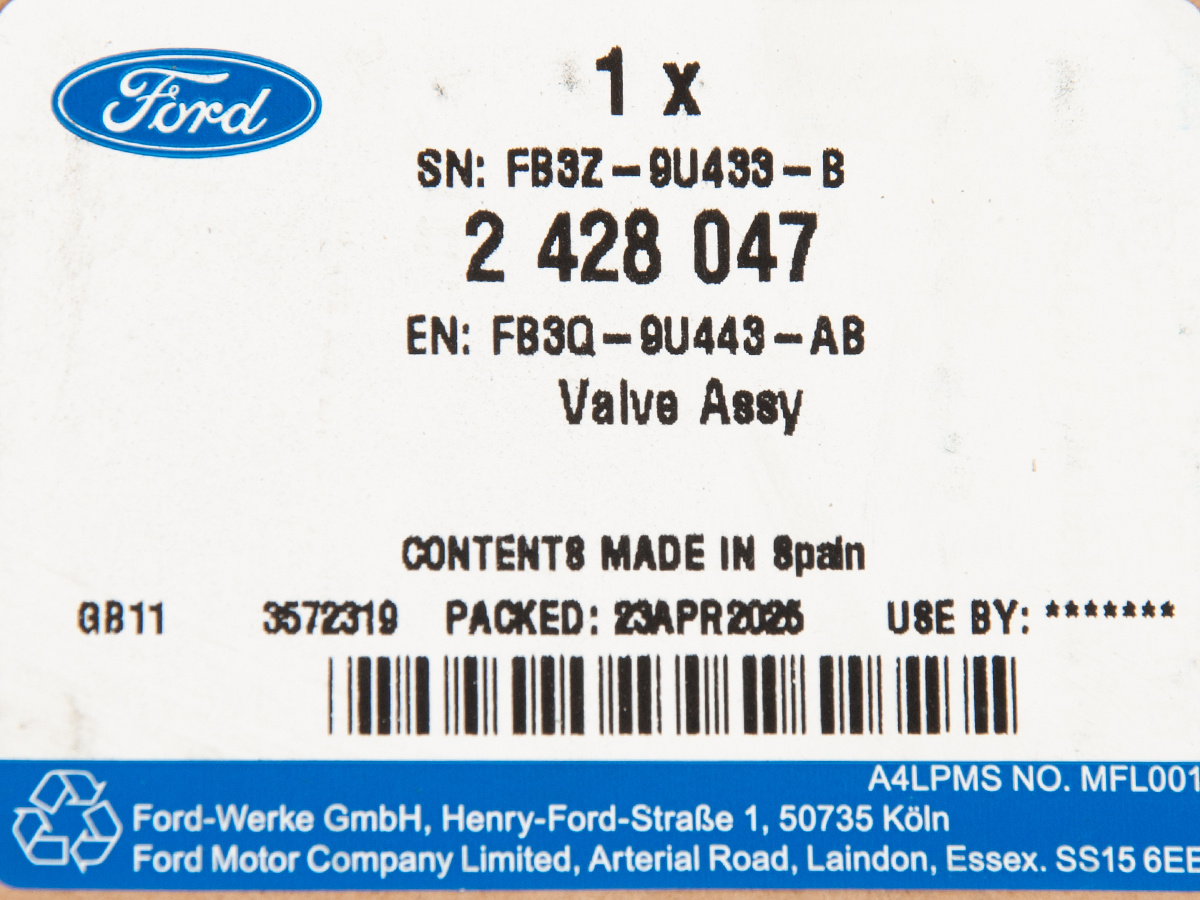 Ford
1 x
SN: FB3Z-9U433-B
2 428 047
EN: FB3Q-9U443-AB
Valve Assy
CONTENTS MADE IN Spain
GB11 3572319 PACKED: 23APR2025 USE BY: *******
A4LPMS NO. MFL001
Ford-Werke GmbH, Henry-Ford-Straße 1, 50735 Köln
Ford Motor Company Limited, Arterial Road, Laindon, Essex. SS15 6EE